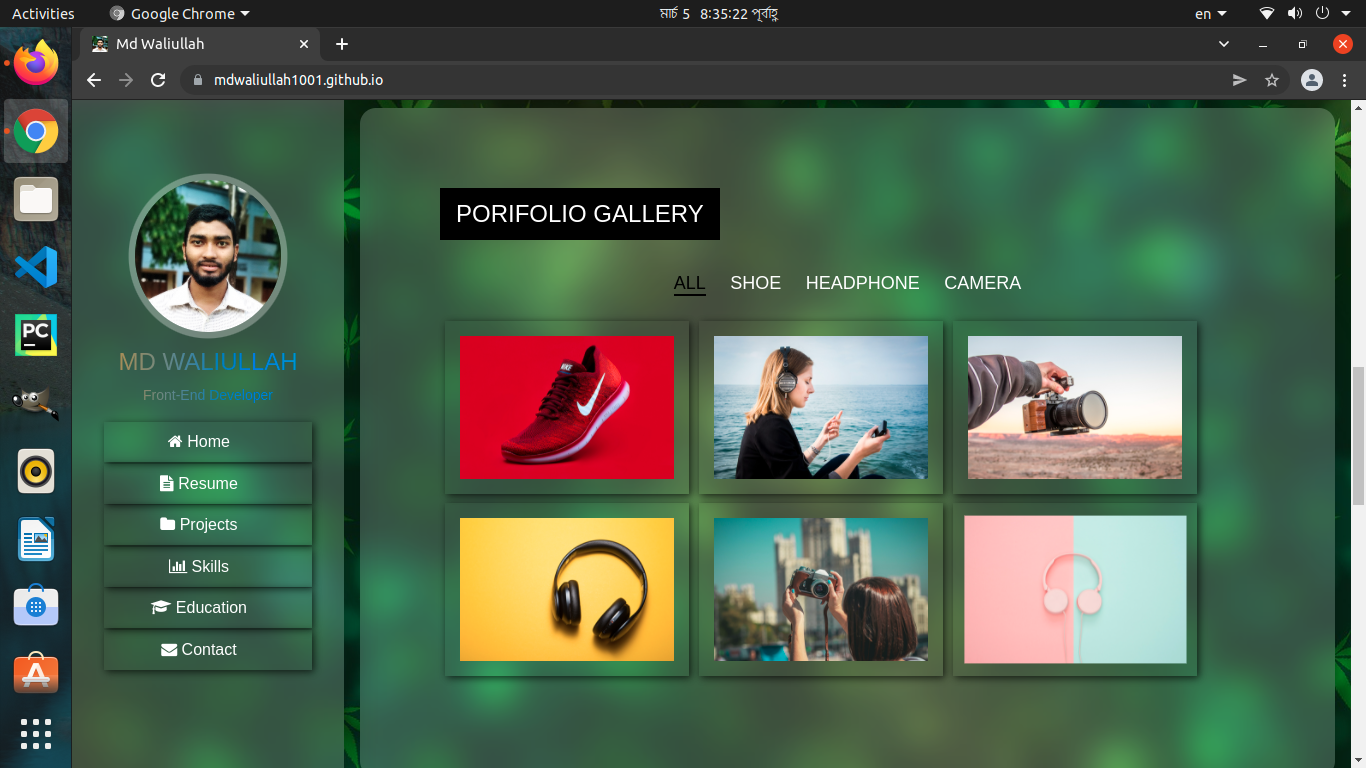 Activities Google Chrome মার্চ 5 8:35:22 পূর্বাহ্ণ en
Md Waliullah
mdwaliullah1001.github.io
PORIFOLIO GALLERY
ALL SHOE HEADPHONE CAMERA
MD WALIULLAH
Front-End Developer
Home
Resume
Projects
Skills
Education
Contact
PC